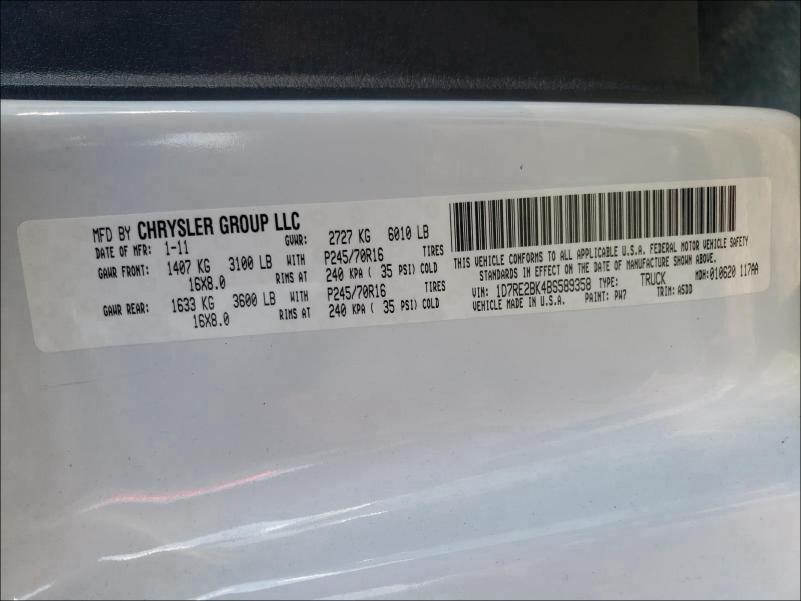 MFD BY CHRYSLER GROUP LLC
DATE OF MFR: 1-11 GVWR: 2727 KG 6010 LB
GAWR FRONT: 1407 KG 3100 LB WITH P245/70R16 TIRES
16X8.0 RIMS AT 240 KPA ( 35 PSI) COLD
GAWR REAR: 1633 KG 3600 LB WITH P245/70R16 TIRES
16X8.0 RIMS AT 240 KPA ( 35 PSI) COLD
THIS VEHICLE CONFORMS TO ALL APPLICABLE U.S.A. FEDERAL MOTOR VEHICLE SAFETY
STANDARDS IN EFFECT ON THE DATE OF MANUFACTURE SHOWN ABOVE.
VIN: 1D7RE2BK4BS589358 TYPE: TRUCK MDH:010620 117AA
VEHICLE MADE IN U.S.A. PAINT: PW7 TRIM: A5DD